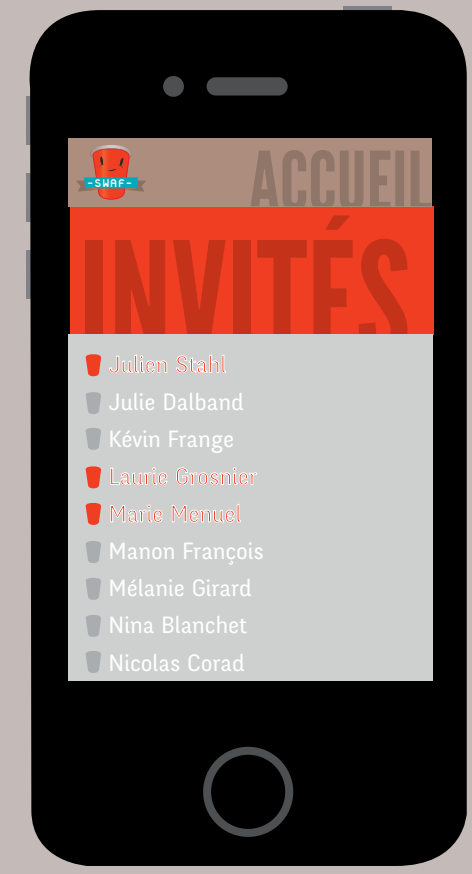 -SWAF-
ACCUEIL
INVITÉS
Julien Stahl
Julie Dalband
Kévin Frange
Laurie Grosnier
Marie Menuel
Manon François
Mélanie Girard
Nina Blanchet
Nicolas Corad